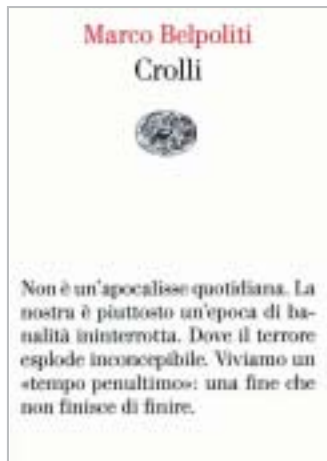 Marco Belpoliti
Crolli
Non è un'apocalisse quotidiana. La
nostra è piuttosto un'epoca di ba-
nalità ininterrotta. Dove il terrore
esplode inconcepibile. Viviamo un
«tempo penultimo»: una fine che
non finisce di finire.